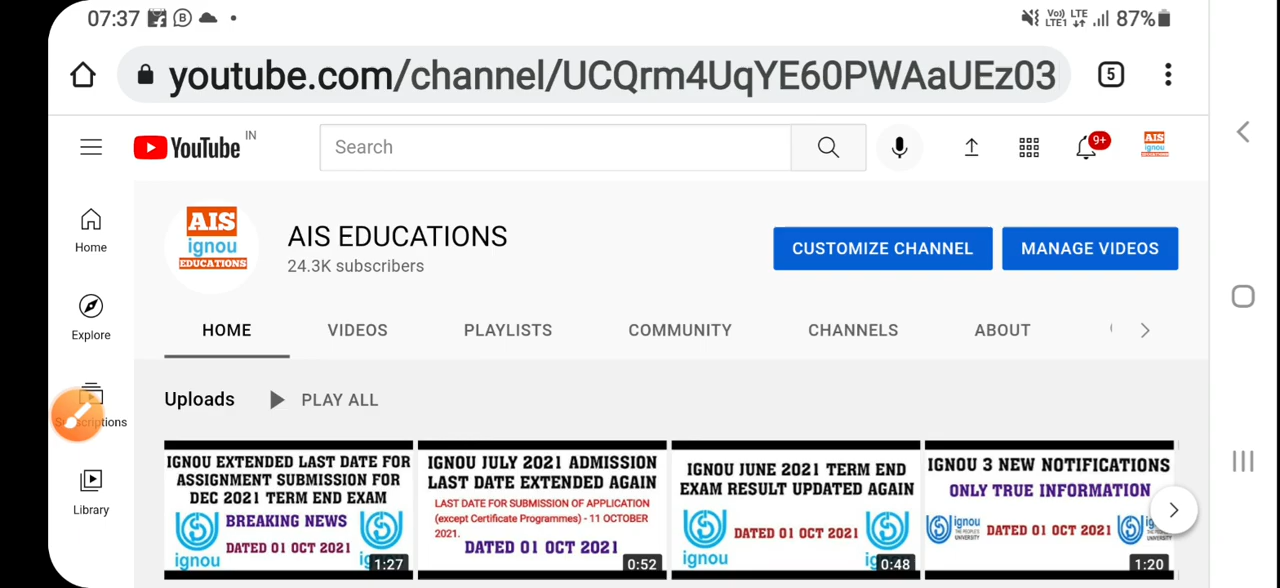 07:37
Vo)) LTE
LTE1
87%
youtube.com/channel/UCQrm4UqYE60PWAaUEz03
5
YouTube IN
Search
9+
AIS
ignou
Home
AIS
ignou
EDUCATIONS
AIS EDUCATIONS
24.3K subscribers
CUSTOMIZE CHANNEL
MANAGE VIDEOS
Explore
HOME VIDEOS PLAYLISTS COMMUNITY CHANNELS ABOUT
Uploads PLAY ALL
Library
IGNOU EXTENDED LAST DATE FOR
ASSIGNMENT SUBMISSION FOR
DEC 2021 TERM END EXAM
BREAKING NEWS
DATED 01 OCT 2021
ignou
1:27
IGNOU JULY 2021 ADMISSION
LAST DATE EXTENDED AGAIN
LAST DATE FOR SUBMISSION OF APPLICATION
(except Certificate Programmes) - 11 OCTOBER
2021.
DATED 01 OCT 2021
0:52
IGNOU JUNE 2021 TERM END
EXAM RESULT UPDATED AGAIN
DATED 01 OCT 2021
ignou
0:48
IGNOU 3 NEW NOTIFICATIONS
ONLY TRUE INFORMATION
ignou
THE PEOPLE'S
UNIVERSITY
DATED 01 OCT 2021
1:20